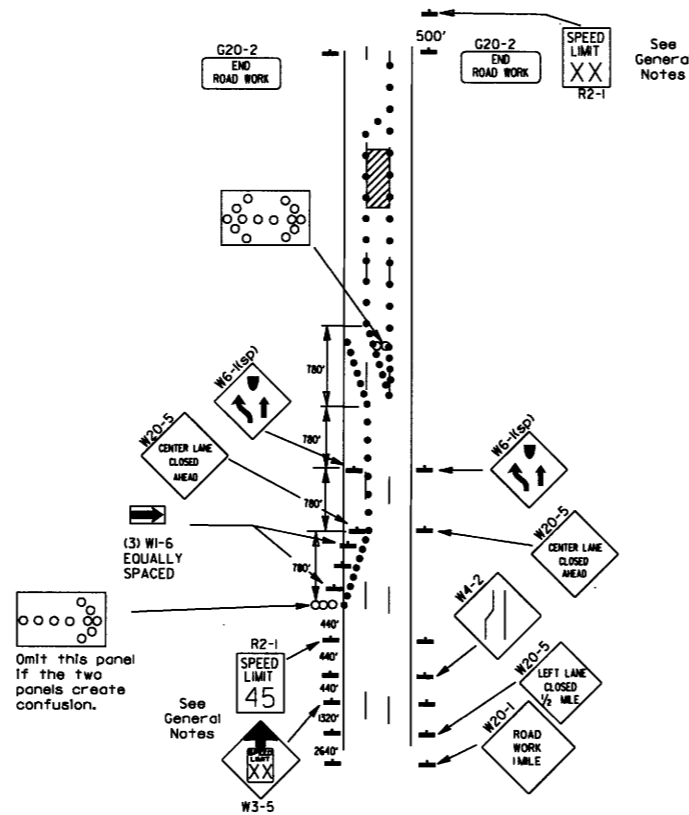 500'
SPEED
LIMIT
XX
R2-1
See
General
Notes
G20-2
END
ROAD WORK
G20-2
END
ROAD WORK
780'
W6-1(sp)
780'
W20-5
CENTER LANE
CLOSED
AHEAD
780'
W6-1(sp)
(3) W1-6
EQUALLY
SPACED
780'
W20-5
CENTER LANE
CLOSED
AHEAD
W4-2
Omit this panel
if the two
panels create
confusion.
440'
R2-1
SPEED
LIMIT
45
440'
440'
1320'
2640'
W20-5
LEFT LANE
CLOSED
1/2 MILE
See
General
Notes
SPEED
LIMIT
XX
W3-5
W20-1
ROAD
WORK
1 MILE